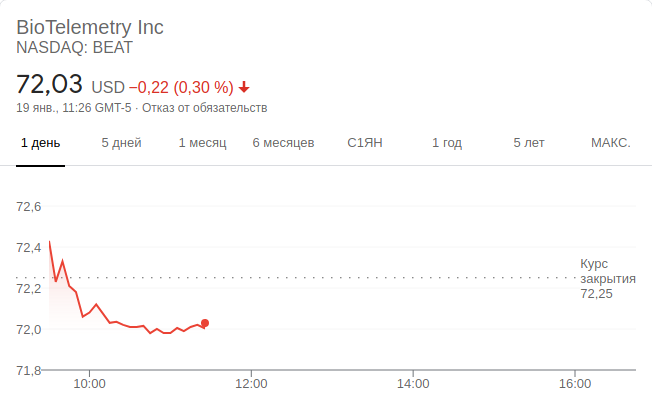 BioTelemetry Inc
NASDAQ: BEAT
72,03 USD −0,22 (0,30 %)
19 янв., 11:26 GMT-5 · Отказ от обязательств
1 день 5 дней 1 месяц 6 месяцев С1ЯН 1 год 5 лет МАКС.
72,6
72,4
Курс
закрытия
72,25
72,2
72,0
71,8
10:00 12:00 14:00 16:00